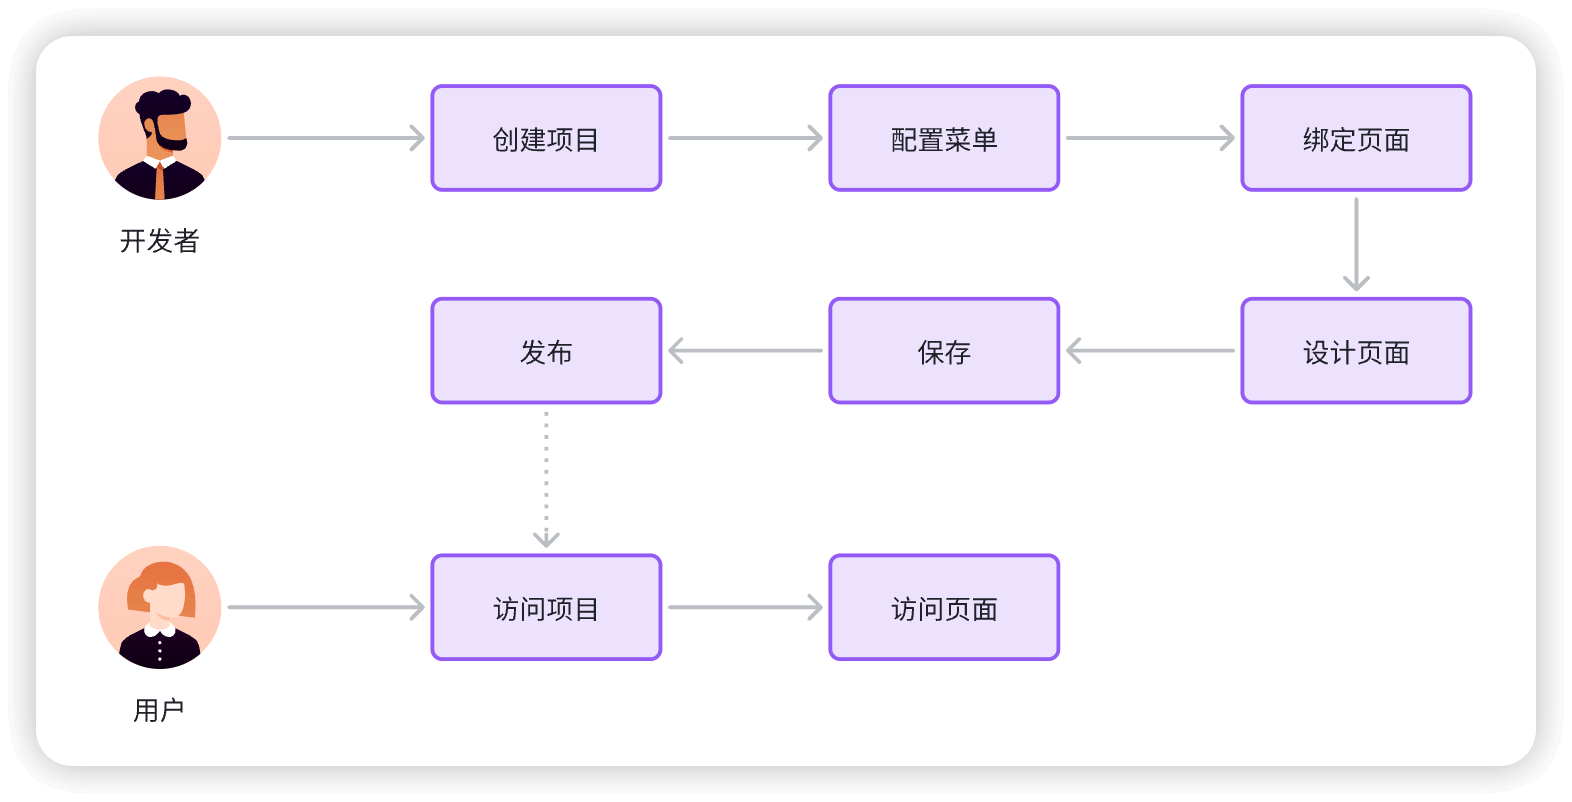 创建项目
配置菜单
绑定页面
开发者
发布
保存
设计页面
访问项目
访问页面
用户